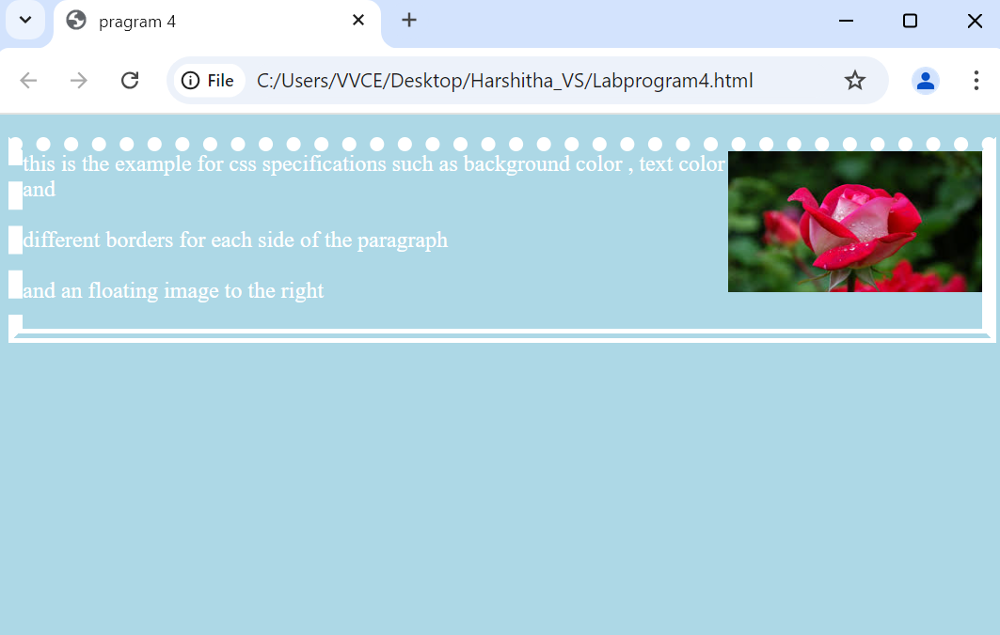 pragram 4
File C:/Users/VVCE/Desktop/Harshitha_VS/Labprogram4.html
this is the example for css specifications such as background color , text color
and
different borders for each side of the paragraph
and an floating image to the right